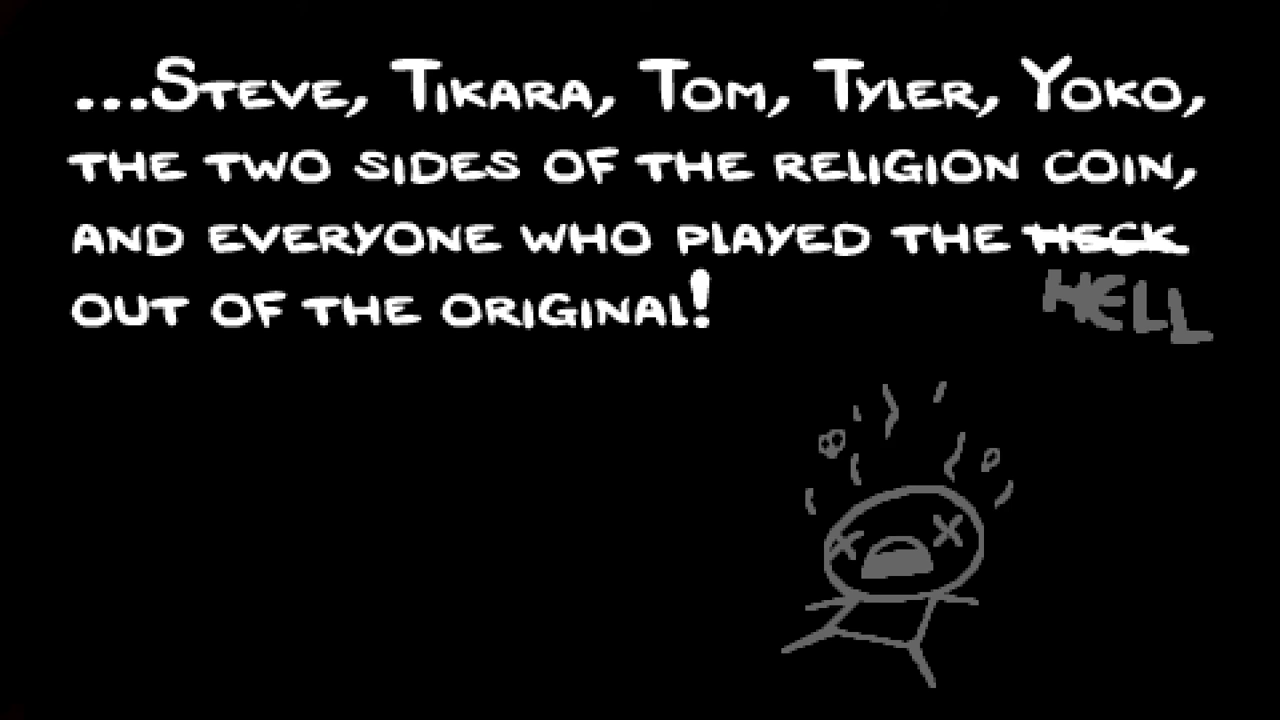 ...Steve, Tikara, Tom, Tyler, Yoko,
the two sides of the religion coin,
and everyone who played the heck
out of the original!
HELL